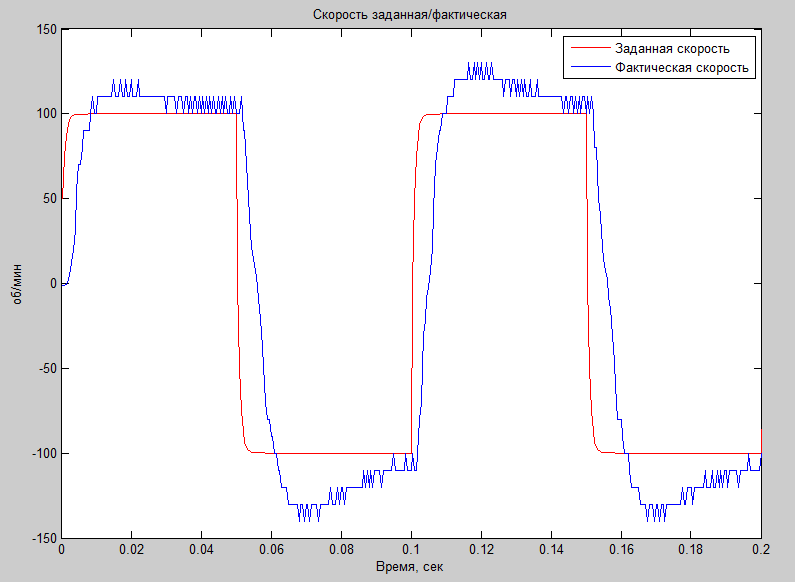 Скорость заданная/фактическая
Заданная скорость
Фактическая скорость
150
100
50
0
-50
-100
-150
об/мин
0 0.02 0.04 0.06 0.08 0.1 0.12 0.14 0.16 0.18 0.2
Время, сек